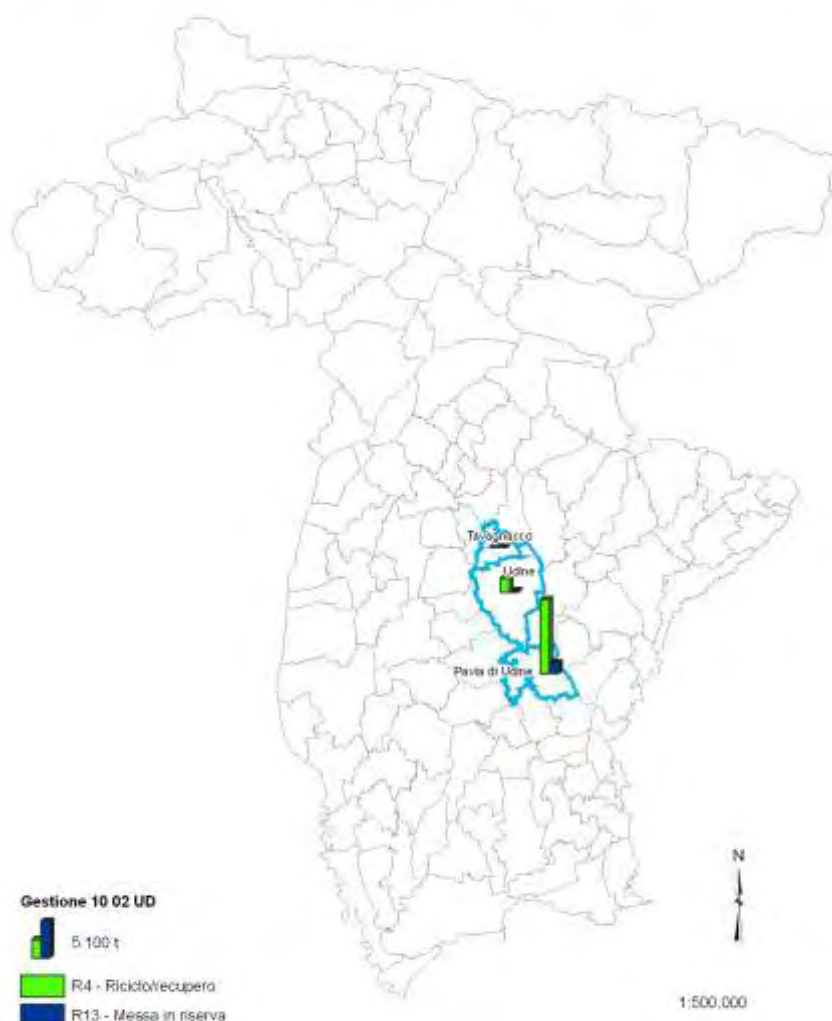 Tavagnacco
Udine
Pavia di Udine
N
Gestione 10 02 UD
5.100 t
R4 - Riciclo/recupero
R13 - Messa in riserva
1:500.000